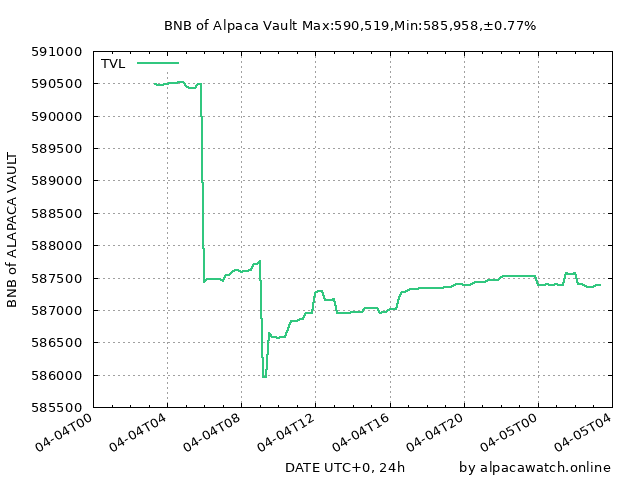 BNB of Alpaca Vault Max:590,519,Min:585,958,±0.77%
TVL
591000
590500
590000
589500
589000
588500
588000
587500
587000
586500
586000
585500
BNB of ALAPACA VAULT
04-04T00
04-04T04
04-04T08
04-04T12
04-04T16
04-04T20
04-05T00
04-05T04
DATE UTC+0, 24h
by alpacawatch.online